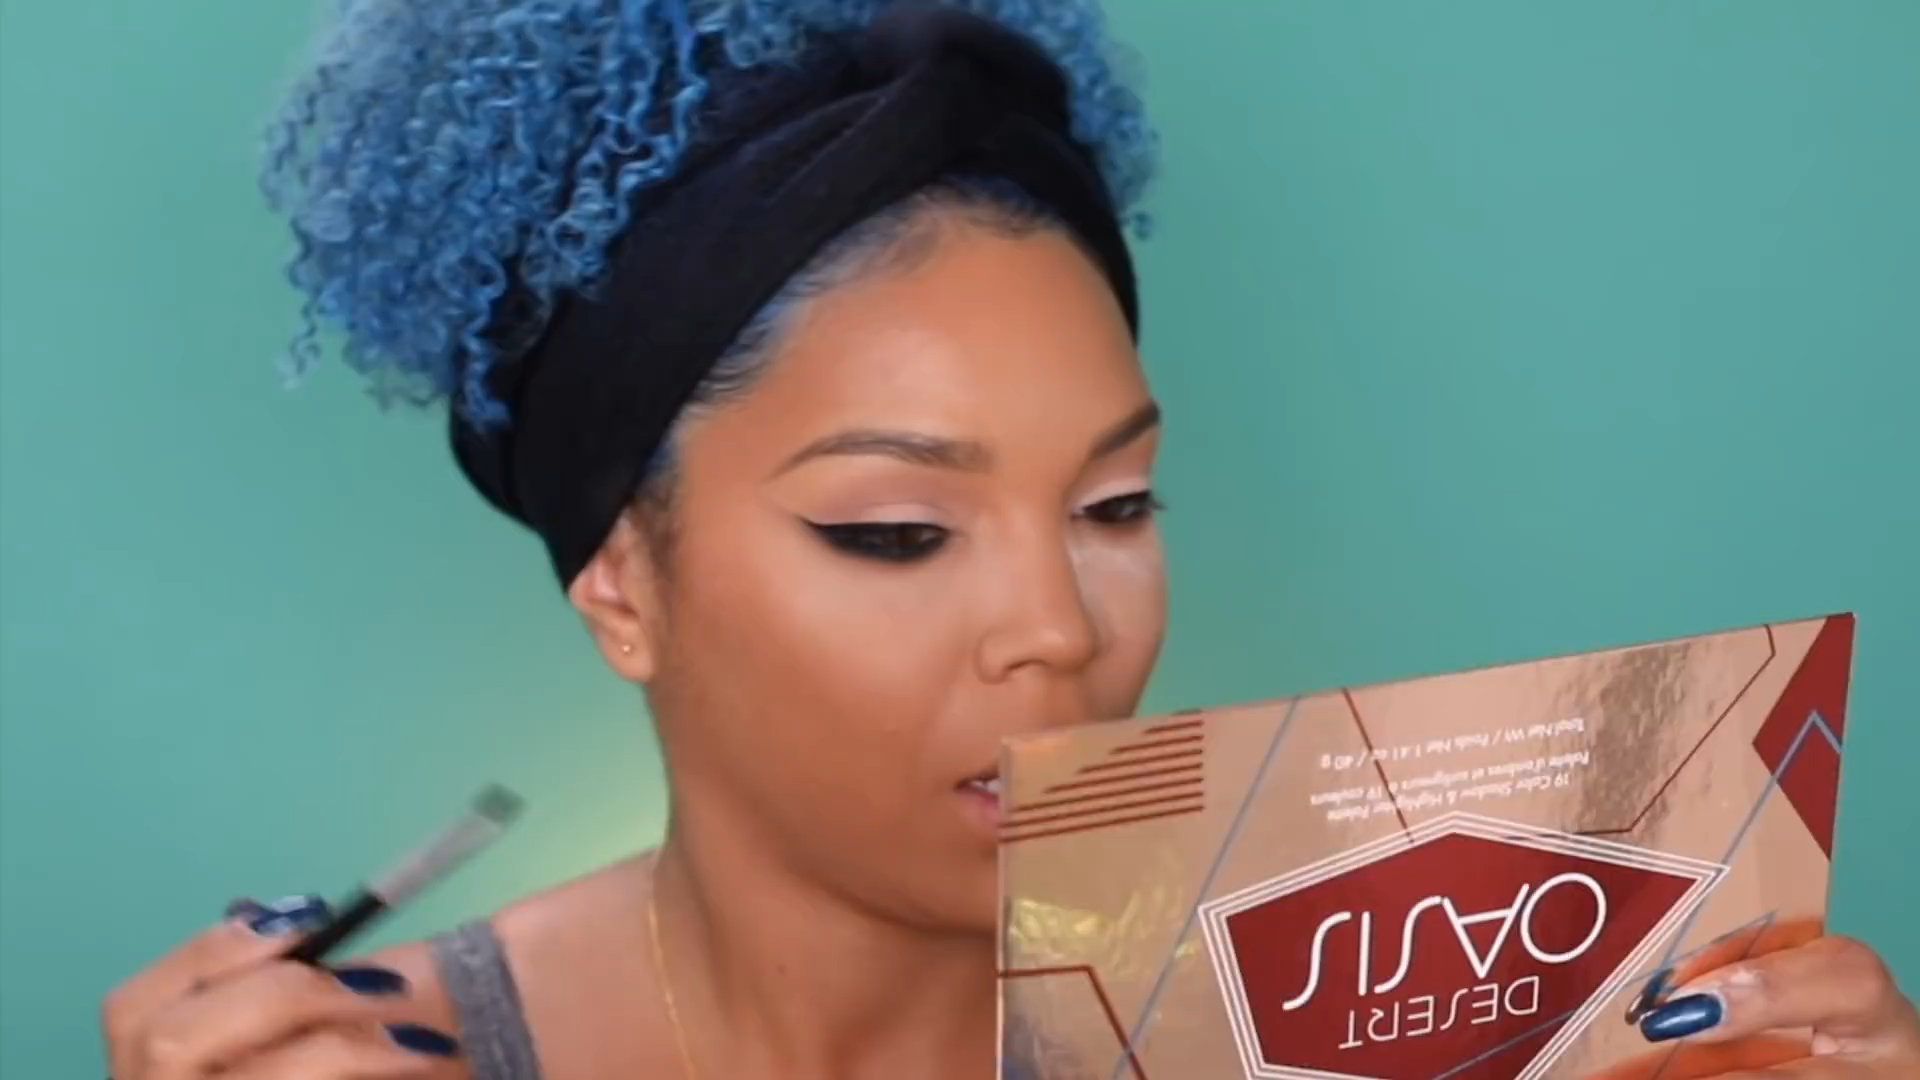 DESERT
OASIS
19 Color Shadow & Highlighter Palette
Palette d'ombres et surligneurs à 19 couleurs
Total Net Wt / Poids Net 1.41 oz / 40 g